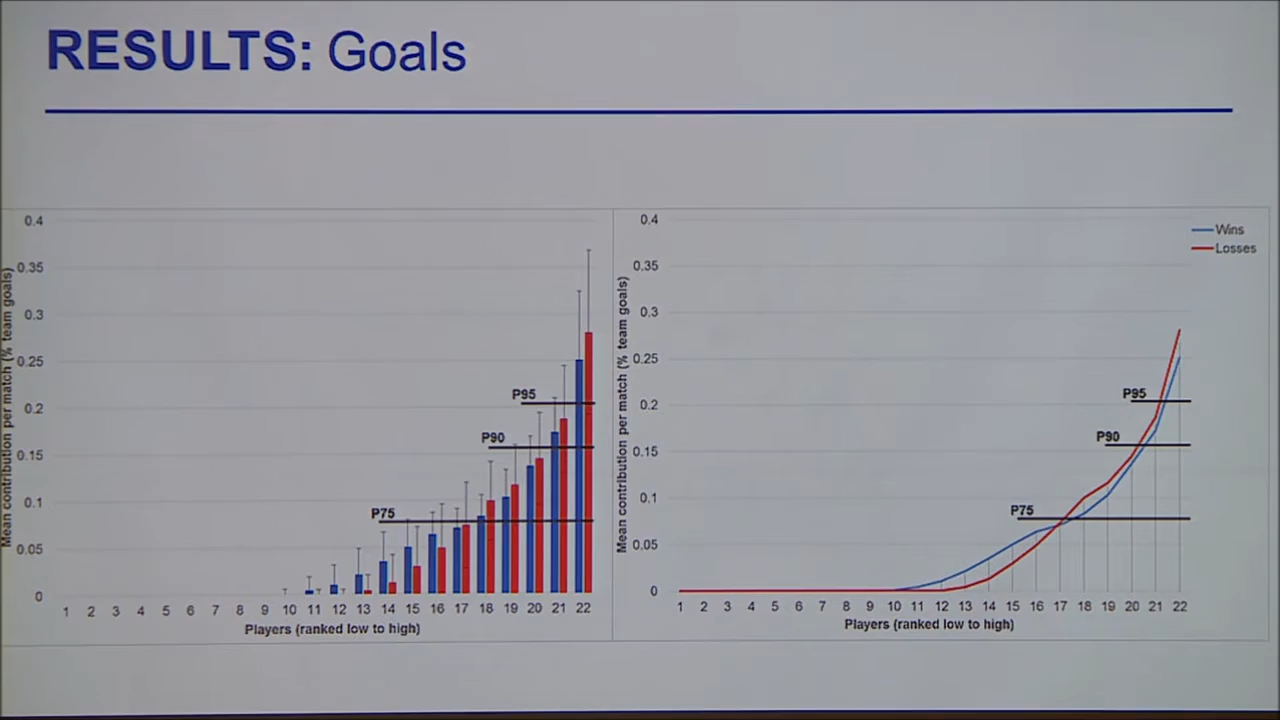 RESULTS: Goals
Mean contribution per match (% team goals)
0.4
0.35
0.3
0.25
0.2
0.15
0.1
0.05
0
P95
P90
P75
1 2 3 4 5 6 7 8 9 10 11 12 13 14 15 16 17 18 19 20 21 22
Players (ranked low to high)
Mean contribution per match (% team goals)
0.4
0.35
0.3
0.25
0.2
0.15
0.1
0.05
0
Wins
Losses
P95
P90
P75
1 2 3 4 5 6 7 8 9 10 11 12 13 14 15 16 17 18 19 20 21 22
Players (ranked low to high)